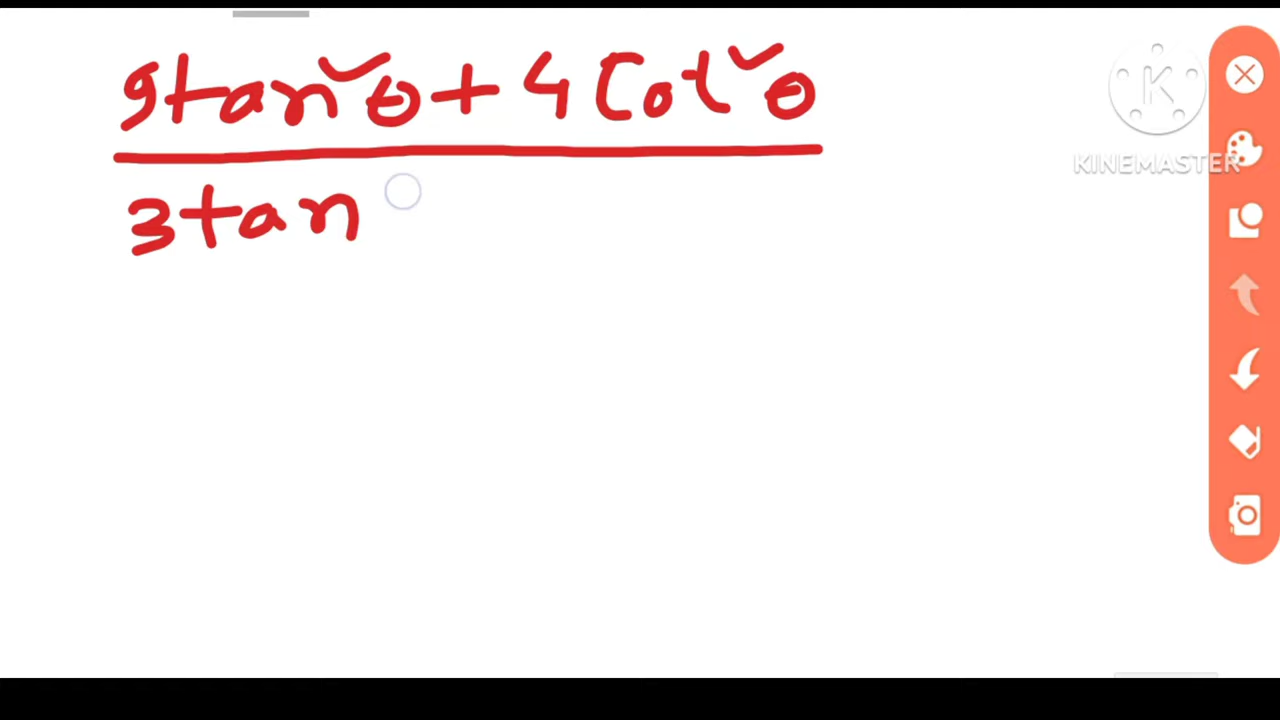 9tan²θ + 4Cot²θ
3tan
KINEMASTER